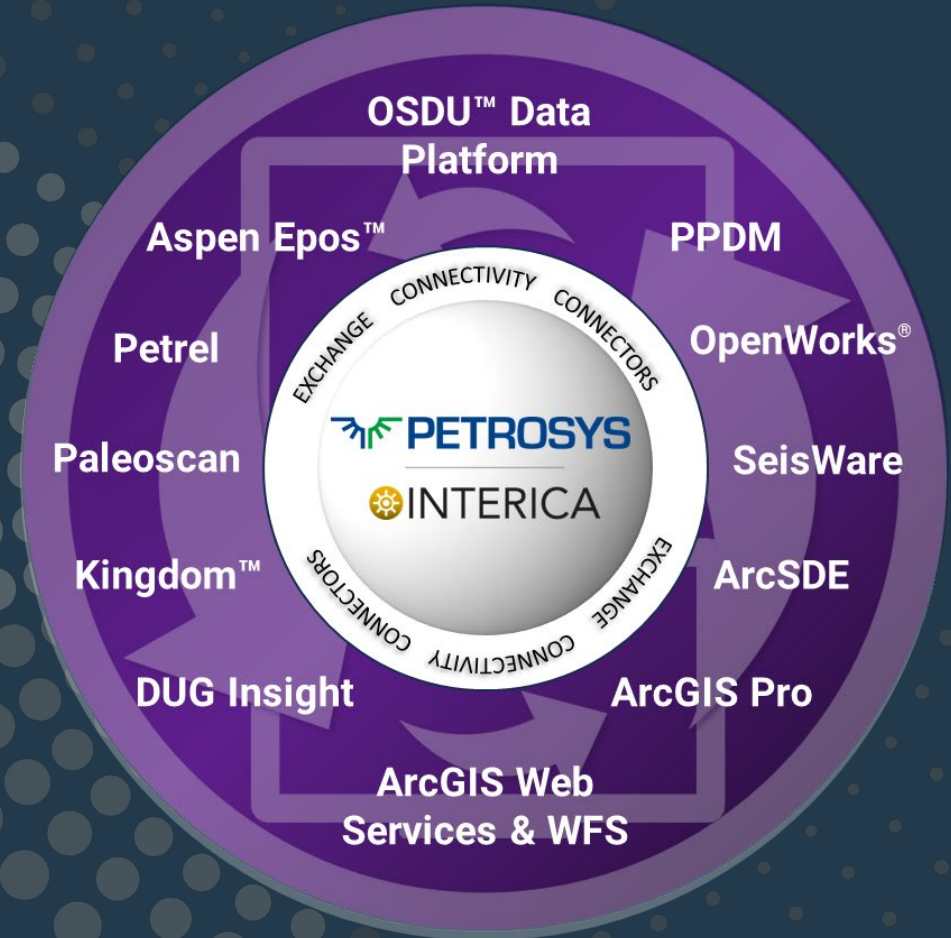 OSDU™ Data
Platform
Aspen Epos™
PPDM
Petrel
OpenWorks®
Paleoscan
SeisWare
Kingdom™
ArcSDE
DUG Insight
ArcGIS Pro
ArcGIS Web
Services & WFS
EXCHANGE CONNECTIVITY CONNECTORS
PETROSYS
INTERICA
EXCHANGE CONNECTIVITY CONNECTORS